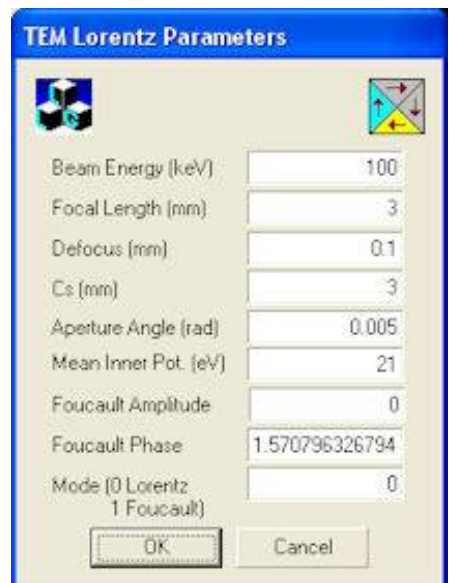 TEM Lorentz Parameters
Beam Energy (keV) 100
Focal Length (mm) 3
Defocus (mm) 0.1
Cs (mm) 3
Aperture Angle (rad) 0.005
Mean Inner Pot. (eV) 21
Foucault Amplitude 0
Foucault Phase 1.570796326794
Mode (0 Lorentz 0
1 Foucault)
OK Cancel